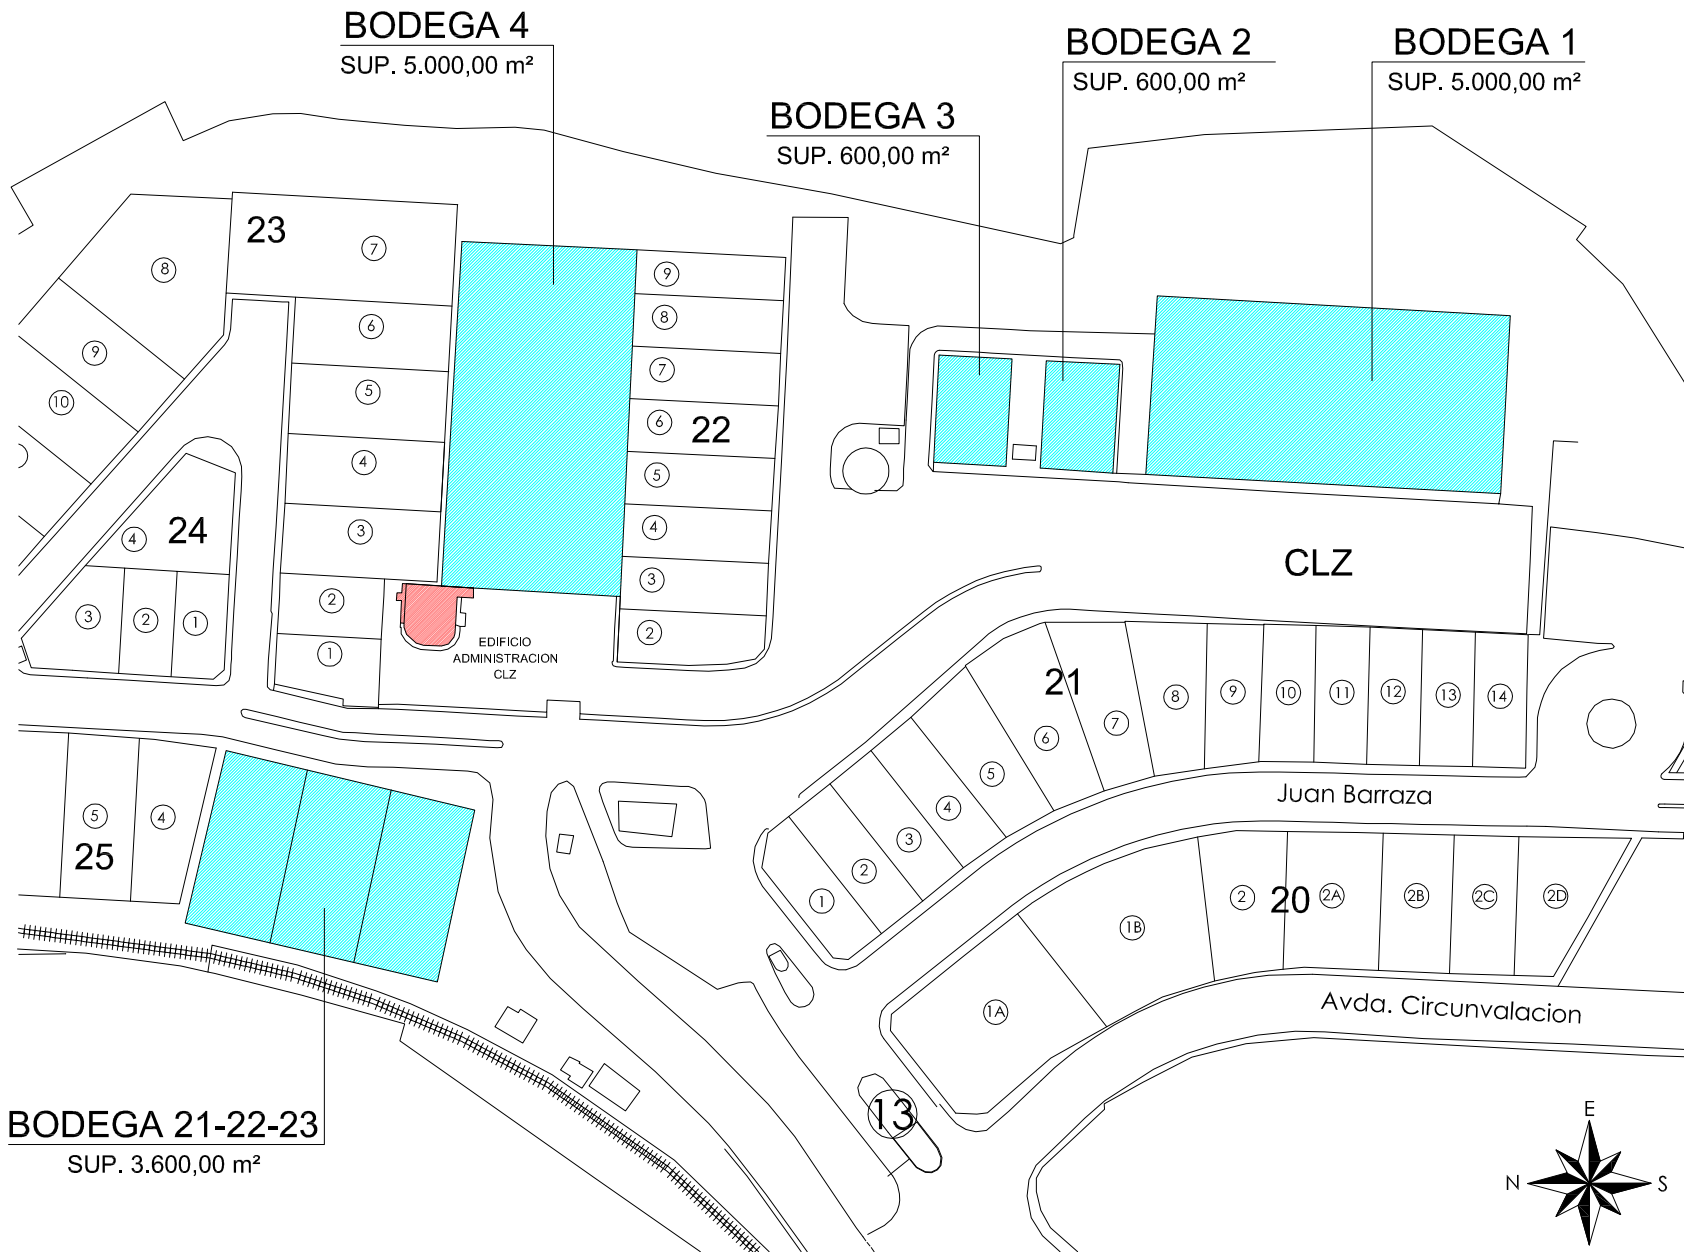 BODEGA 4
SUP. 5.000,00 m²
BODEGA 2
SUP. 600,00 m²
BODEGA 1
SUP. 5.000,00 m²
BODEGA 3
SUP. 600,00 m²
23
7
8
6
9
5
10
4
3
2
1
24
4
3
2
1
9
8
7
6
22
5
4
3
2
EDIFICIO
ADMINISTRACION
CLZ
CLZ
21
1
2
3
4
5
6
7
8
9
10
11
12
13
14
Juan Barraza
5
4
25
20
1A
1B
2
2A
2B
2C
2D
Avda. Circunvalacion
13
BODEGA 21-22-23
SUP. 3.600,00 m²
E
N
S